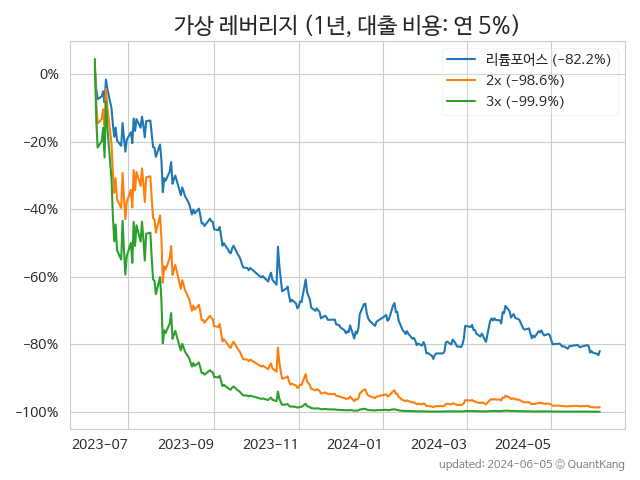 가상 레버리지 (1년, 대출 비용: 연 5%)
리튬포어스 (−82.2%)
2x (−98.6%)
3x (−99.9%)
0%
−20%
−40%
−60%
−80%
−100%
2023-07 2023-09 2023-11 2024-01 2024-03 2024-05
updated: 2024-06-05 © QuantKang